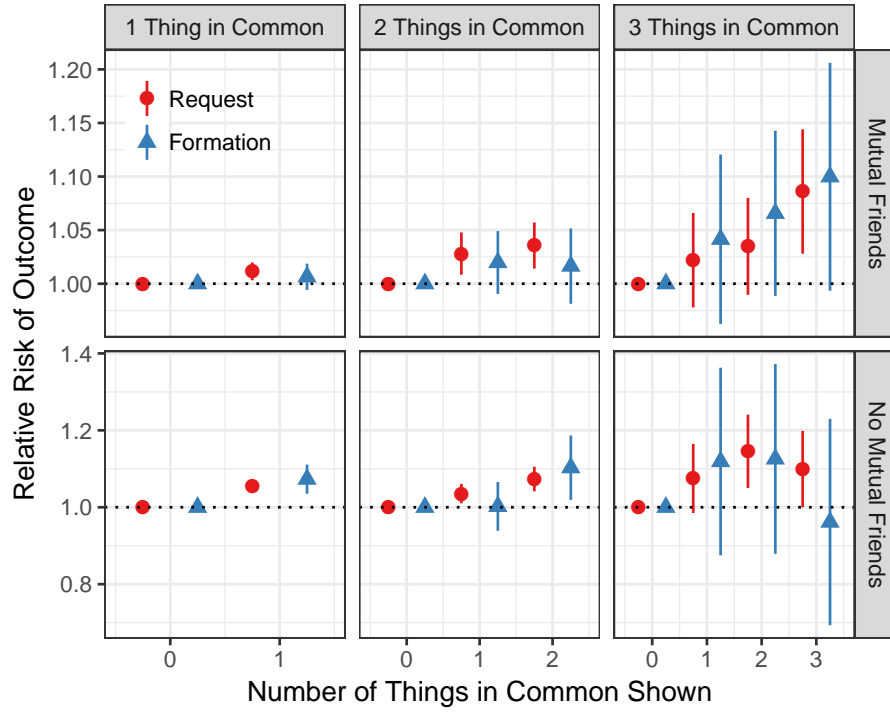 1 Thing in Common
2 Things in Common
3 Things in Common
Relative Risk of Outcome
1.20
1.15
1.10
1.05
1.00
Request
Formation
Mutual Friends
1.4
1.2
1.0
0.8
No Mutual Friends
0 1
0 1 2
0 1 2 3
Number of Things in Common Shown